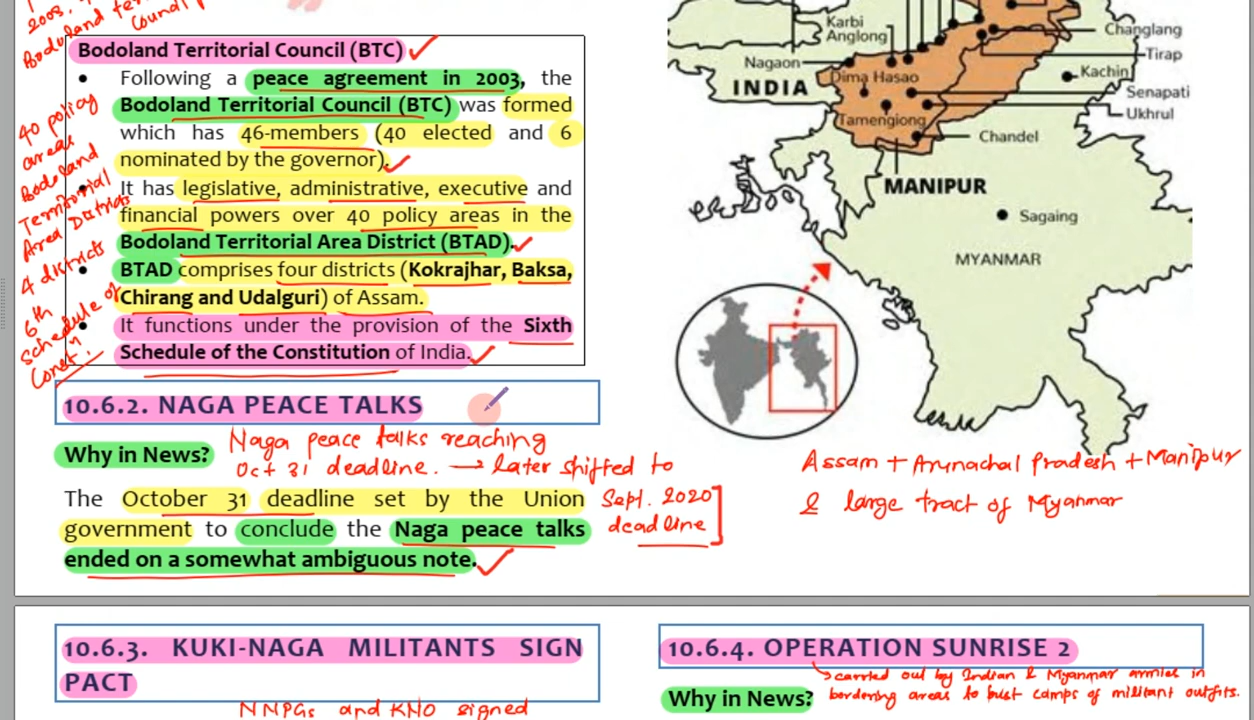 2003.
Bodoland
Bodoland Territorial Council (BTC)
• Following a peace agreement in 2003, the
Bodoland Territorial Council (BTC) was formed
which has 46-members (40 elected and 6
nominated by the governor).
It has legislative, administrative, executive and
financial powers over 40 policy areas in the
Bodoland Territorial Area District (BTAD).
• BTAD comprises four districts (Kokrajhar, Baksa,
Chirang and Udalguri) of Assam.
• It functions under the provision of the Sixth
Schedule of the Constitution of India.
40 policy
areas
Bodoland
Territorial
Area Districts
4 districts
6th
Schedule of
Constn.
10.6.2. NAGA PEACE TALKS
Why in News?
Naga peace talks reaching
Oct 31 deadline. → later shifted to
Sept. 2020
deadline
The October 31 deadline set by the Union
government to conclude the Naga peace talks
ended on a somewhat ambiguous note.
Karbi
Anglong
Changlang
Tirap
Nagaon
Dima Hasao
Kachin
INDIA
Senapati
Ukhrul
Tamengiong
Chandel
MANIPUR
Sagaing
MYANMAR
Assam + Arunachal Pradesh + Manipur
& large tract of Myanmar
10.6.3. KUKI-NAGA MILITANTS SIGN
PACT
NNPGs and KNO signed
10.6.4. OPERATION SUNRISE 2
carried out by Indian & Myanmar armies in
bordering areas to bust camps of militant outfits.
Why in News?